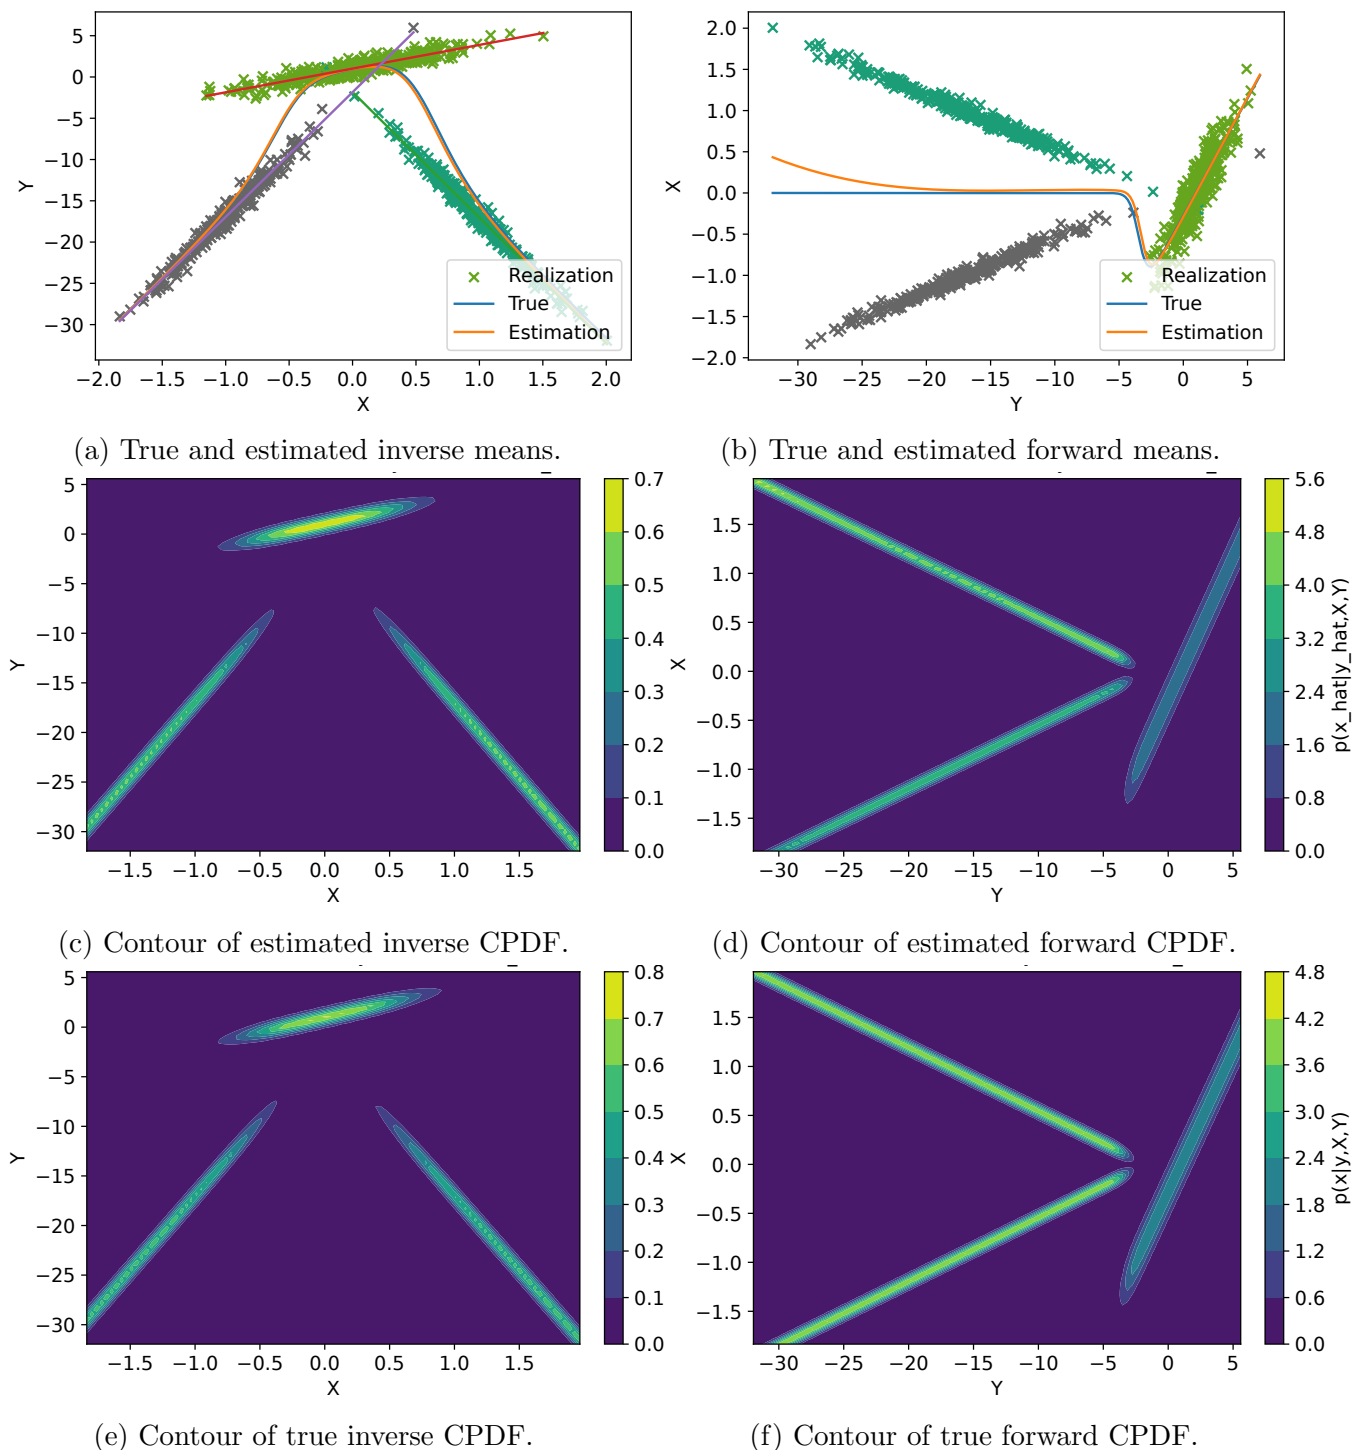 5
0
−5
−10
−15
−20
−25
−30
Y
−2.0 −1.5 −1.0 −0.5 0.0 0.5 1.0 1.5 2.0
X
Realization
True
Estimation
(a) True and estimated inverse means.
2.0
1.5
1.0
0.5
0.0
−0.5
−1.0
−1.5
−2.0
X
−30 −25 −20 −15 −10 −5 0 5
Y
Realization
True
Estimation
(b) True and estimated forward means.
5
0
−5
−10
−15
−20
−25
−30
Y
−1.5 −1.0 −0.5 0.0 0.5 1.0 1.5
X
0.7
0.6
0.5
0.4
0.3
0.2
0.1
0.0
(c) Contour of estimated inverse CPDF.
1.5
1.0
0.5
0.0
−0.5
−1.0
−1.5
X
−30 −25 −20 −15 −10 −5 0 5
Y
5.6
4.8
4.0
3.2
2.4
1.6
0.8
0.0
p(x_hat|y_hat,X,Y)
(d) Contour of estimated forward CPDF.
5
0
−5
−10
−15
−20
−25
−30
Y
−1.5 −1.0 −0.5 0.0 0.5 1.0 1.5
X
0.8
0.7
0.6
0.5
0.4
0.3
0.2
0.1
0.0
(e) Contour of true inverse CPDF.
1.5
1.0
0.5
0.0
−0.5
−1.0
−1.5
X
−30 −25 −20 −15 −10 −5 0 5
Y
4.8
4.2
3.6
3.0
2.4
1.8
1.2
0.6
0.0
p(x|y,X,Y)
(f) Contour of true forward CPDF.